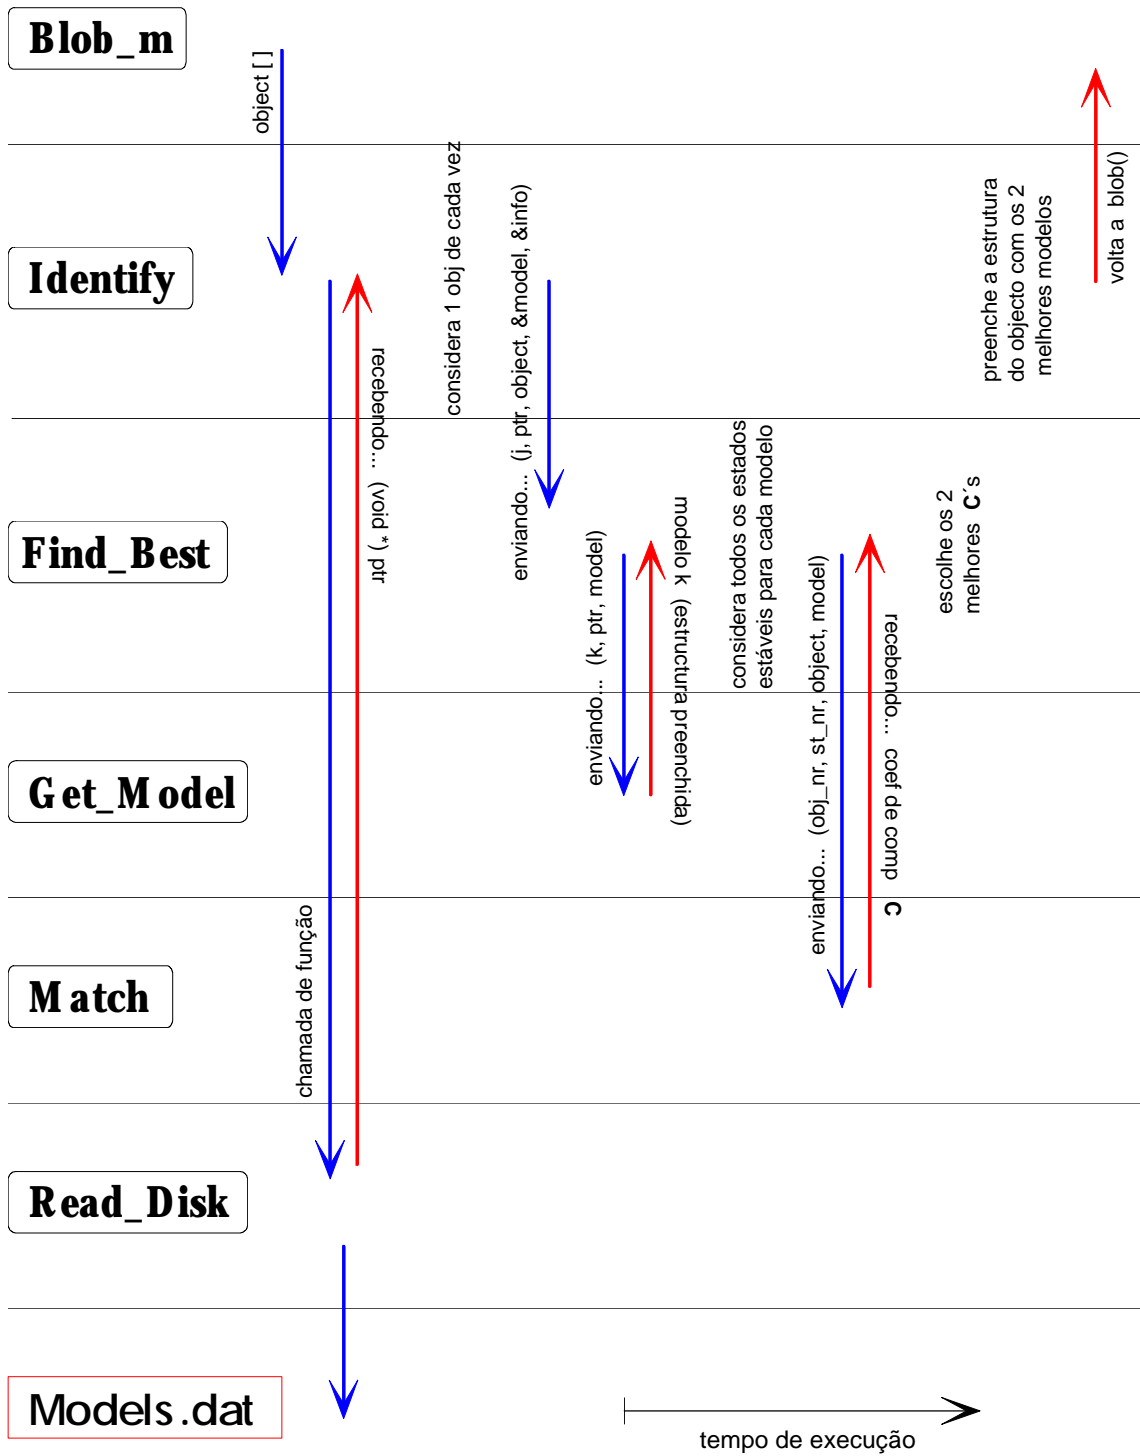 Blob_m
object [ ]
volta a blob()
Identify
considera 1 obj de cada vez
enviando... (j, ptr, object, &model, &info)
preenche a estrutura
do objecto com os 2
melhores modelos
recebendo... (void *) ptr
Find_Best
enviando... (k, ptr, model)
modelo k (estructura preenchida)
considera todos os estados
estáveis para cada modelo
enviando... (obj_nr, st_nr, object, model)
recebendo... coef de comp C
escolhe os 2
melhores C´s
Get_Model
Match
chamada de função
Read_Disk
Models.dat
tempo de execução